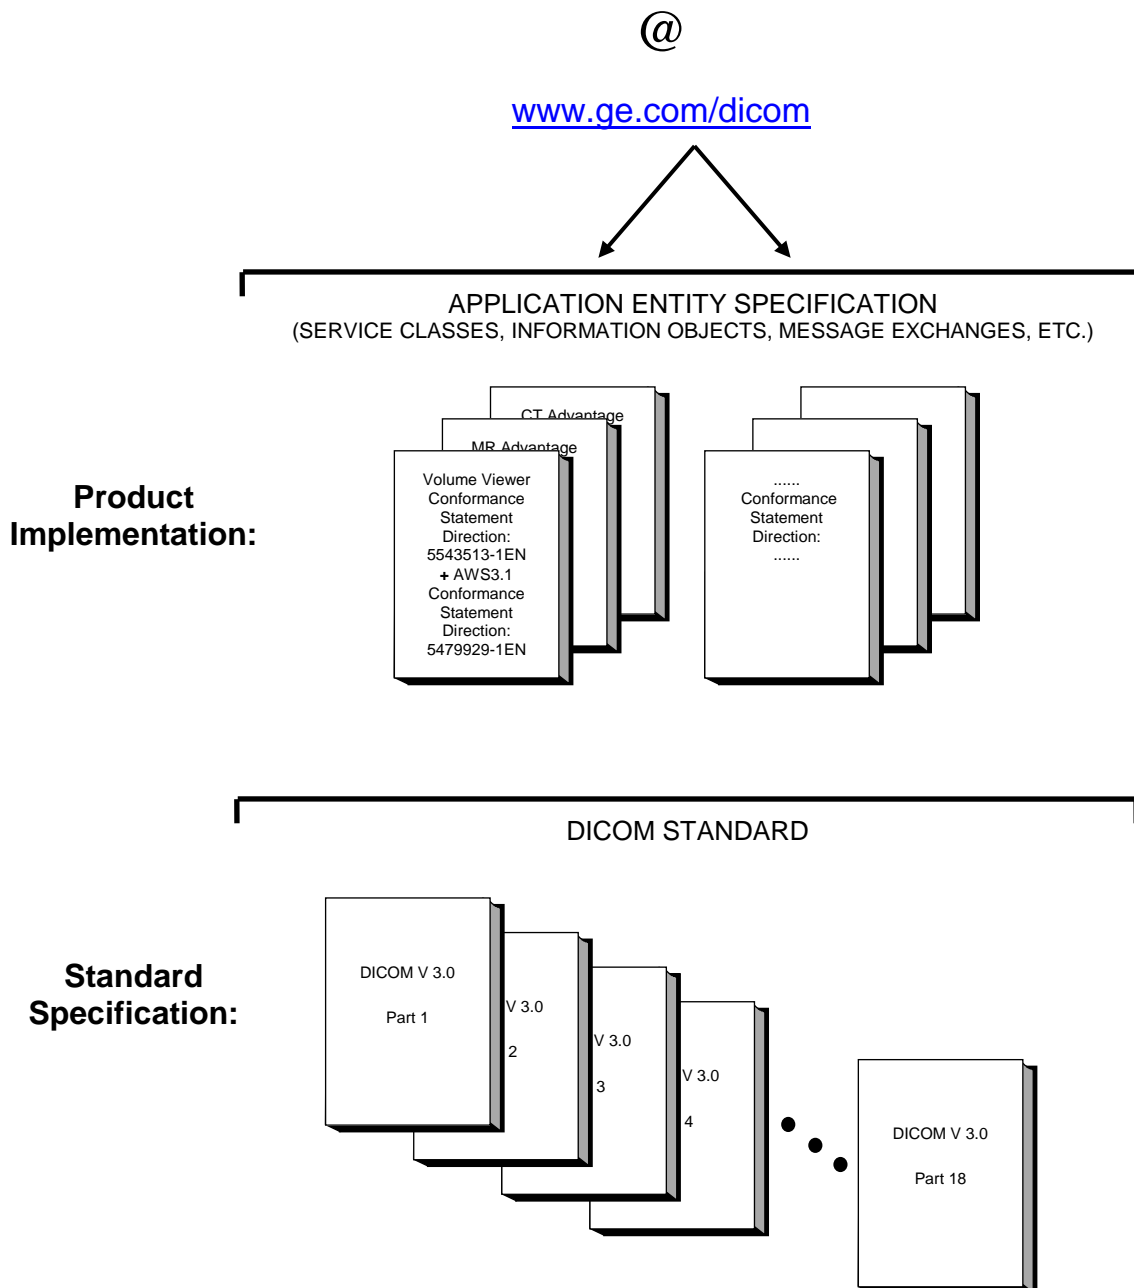 @
www.ge.com/dicom
APPLICATION ENTITY SPECIFICATION
(SERVICE CLASSES, INFORMATION OBJECTS, MESSAGE EXCHANGES, ETC.)
Product
Implementation:
CT Advantage
MR Advantage
Volume Viewer
Conformance
Statement
Direction:
5543513-1EN
+ AWS3.1
Conformance
Statement
Direction:
5479929-1EN
......
Conformance
Statement
Direction:
......
DICOM STANDARD
Standard
Specification:
DICOM V 3.0
Part 1
V 3.0
2
V 3.0
3
V 3.0
4
DICOM V 3.0
Part 18